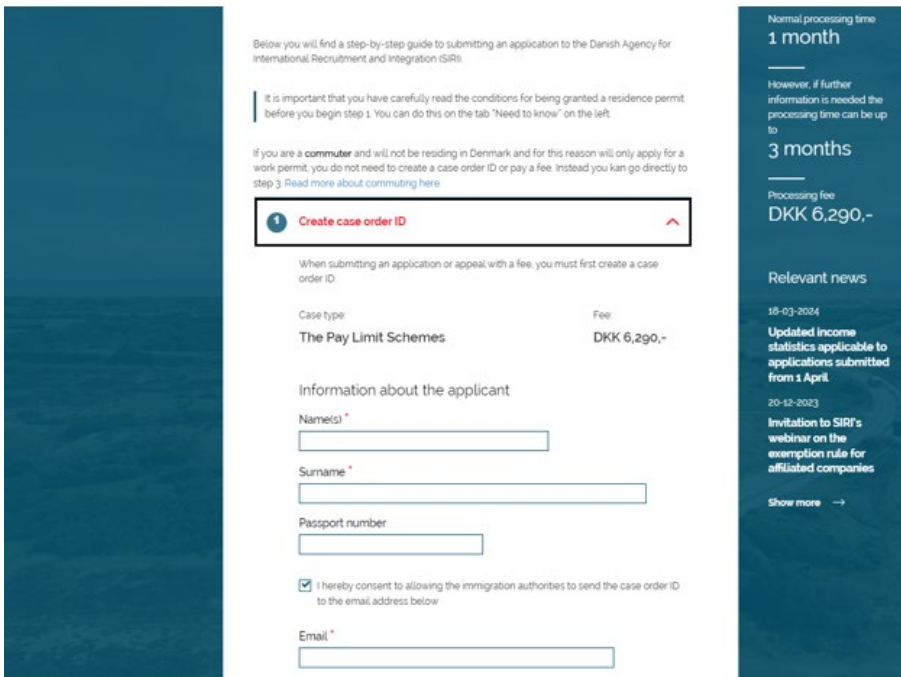 Below you will find a step-by-step guide to submitting an application to the Danish Agency for
International Recruitment and Integration (SIRI).
It is important that you have carefully read the conditions for being granted a residence permit
before you begin step 1. You can do this on the tab "Need to know" on the left.
If you are a commuter and will not be residing in Denmark and for this reason will only apply for a
work permit, you do not need to create a case order ID or pay a fee. Instead you kan go directly to
step 3. Read more about commuting here.
1 Create case order ID
When submitting an application or appeal with a fee, you must first create a case
order ID.
Case type: Fee:
The Pay Limit Schemes DKK 6,290,-
Information about the applicant
Name(s) *
Surname *
Passport number
I hereby consent to allowing the immigration authorities to send the case order ID
to the email address below
Email *
Normal processing time
1 month
However, if further
information is needed the
processing time can be up
to
3 months
Processing fee
DKK 6,290,-
Relevant news
18-03-2024
Updated income
statistics applicable to
applications submitted
from 1 April
20-12-2023
Invitation to SIRI's
webinar on the
exemption rule for
affiliated companies
Show more →